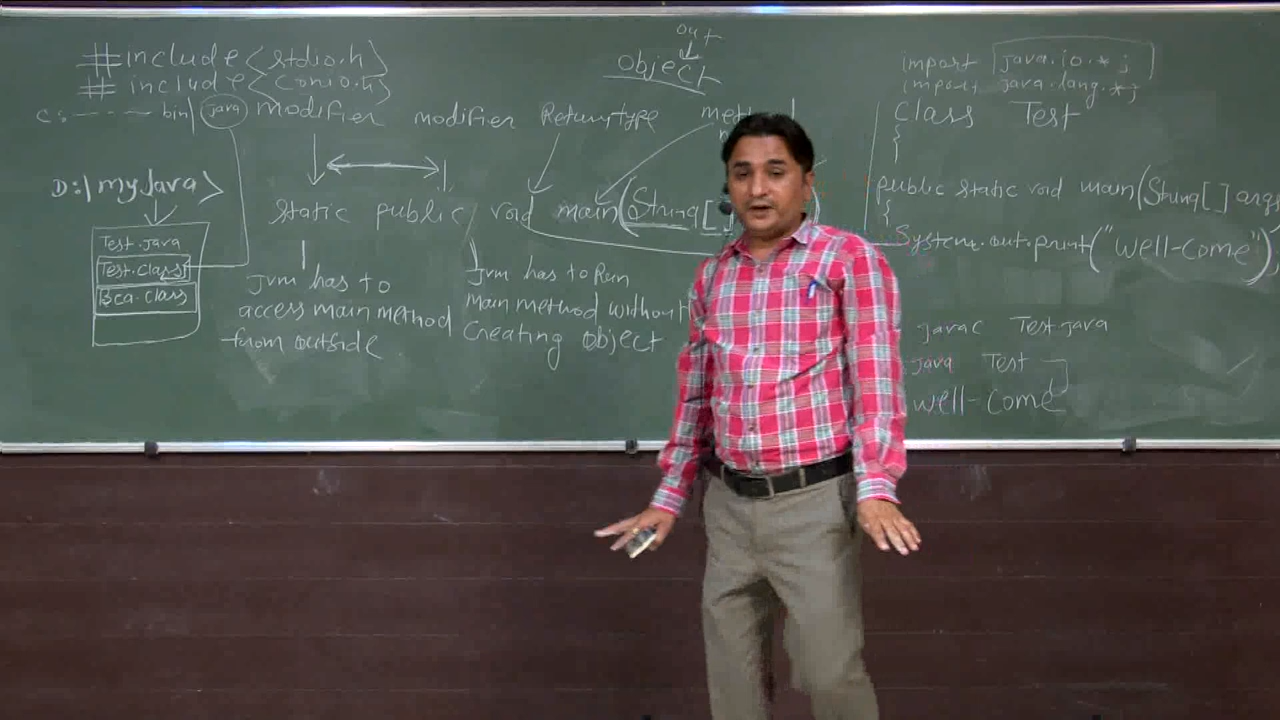 #include <stdio.h>
# include <conio.h>
out
Object
import java.io.*;
import java.lang.*;
bin| java
modifier modifier Returntype
class Test
{
D:|myJava>
static public void main(String[]
public static void main(String[] args
{
System.out.print("well-come");
Test.java
Test.class
Bca.class
Jvm has to
access main method
from outside
Jvm has to Run
main method without
Creating Object
javac Test.java
java Test
well-come